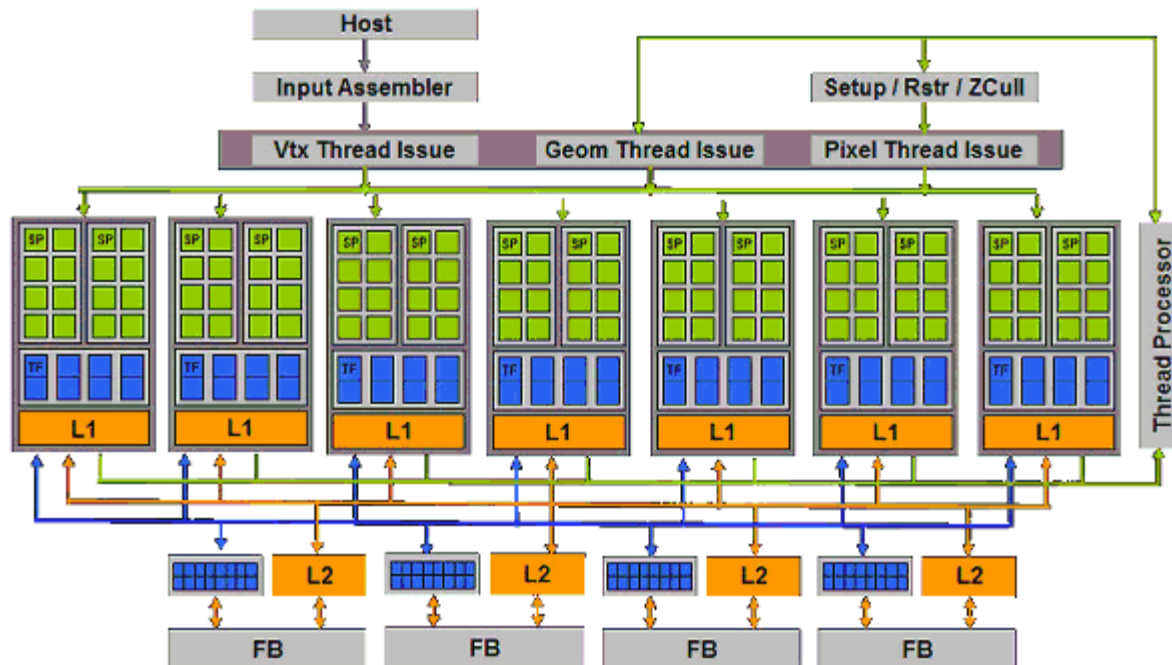 Host
Input Assembler
Setup / Rstr / ZCull
Vtx Thread Issue
Geom Thread Issue
Pixel Thread Issue
SP SP SP SP SP SP SP SP SP SP SP SP SP SP
TF TF TF TF TF TF TF
L1 L1 L1 L1 L1 L1 L1
Thread Processor
L2 L2 L2 L2
FB FB FB FB